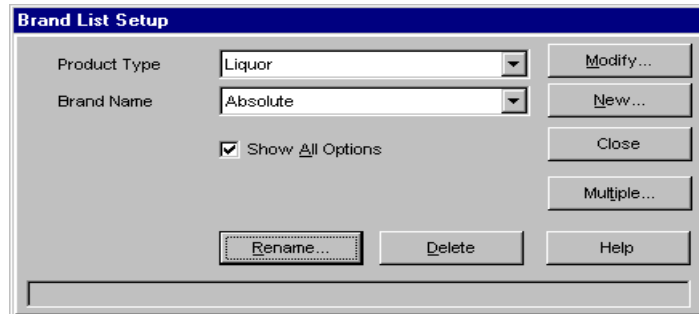 Brand List Setup
Product Type Liquor Modify...
Brand Name Absolute New...
Show All Options Close
Multiple...
Rename... Delete Help